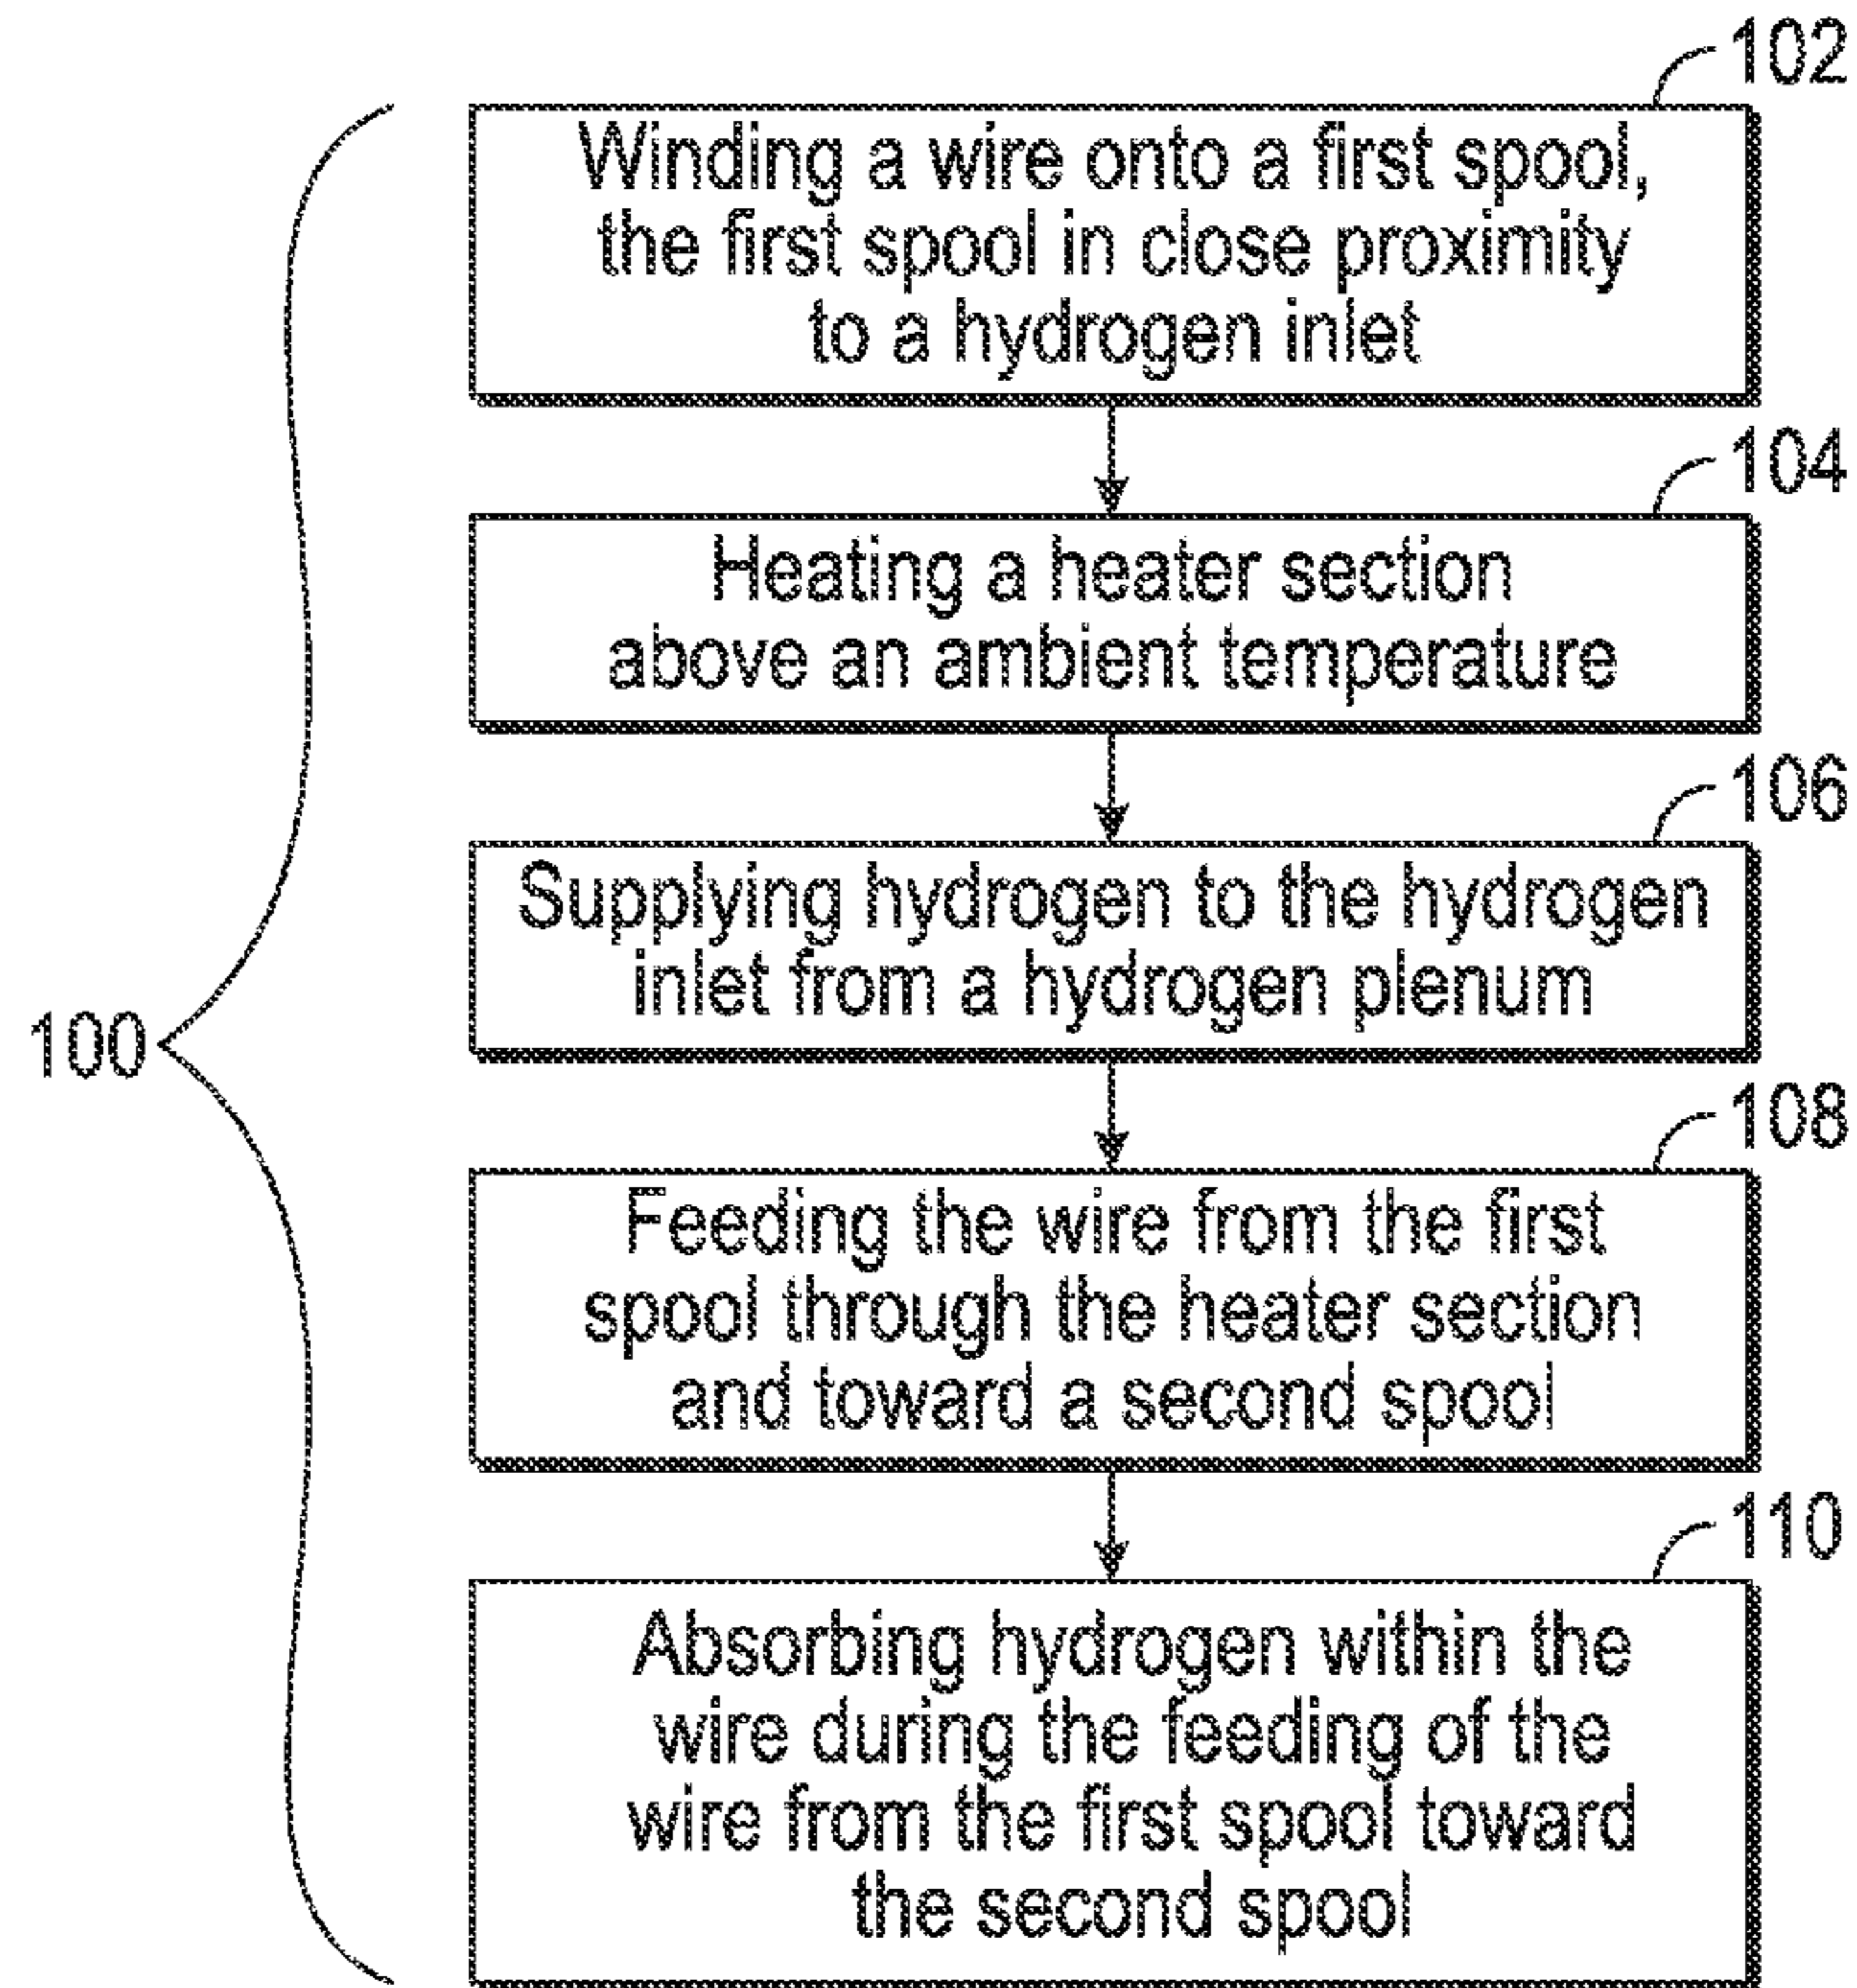 102
Winding a wire onto a first spool,
the first spool in close proximity
to a hydrogen inlet
104
Heating a heater section
above an ambient temperature
106
Supplying hydrogen to the hydrogen
inlet from a hydrogen plenum
100
108
Feeding the wire from the first
spool through the heater section
and toward a second spool
110
Absorbing hydrogen within the
wire during the feeding of the
wire from the first spool toward
the second spool